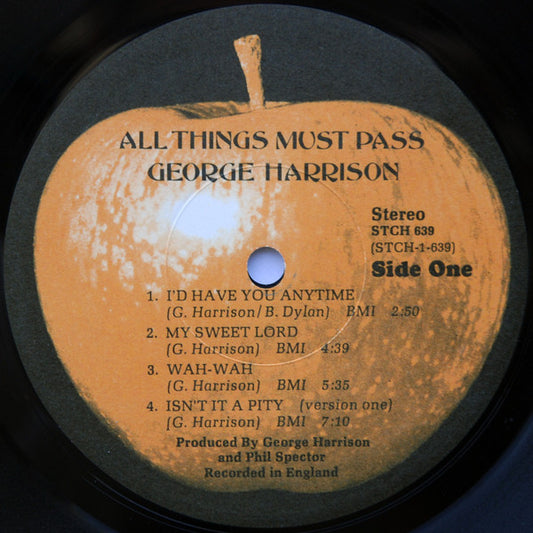 ALL THINGS MUST PASS
GEORGE HARRISON
Stereo
STCH 639
(STCH-1-639)
Side One
1. I'D HAVE YOU ANYTIME
(G. Harrison/B. Dylan) BMI 2:50
2. MY SWEET LORD
(G. Harrison) BMI 4:39
3. WAH-WAH
(G. Harrison) BMI 5:35
4. ISN'T IT A PITY (version one)
(G. Harrison) BMI 7:10
Produced By George Harrison
and Phil Spector
Recorded in England